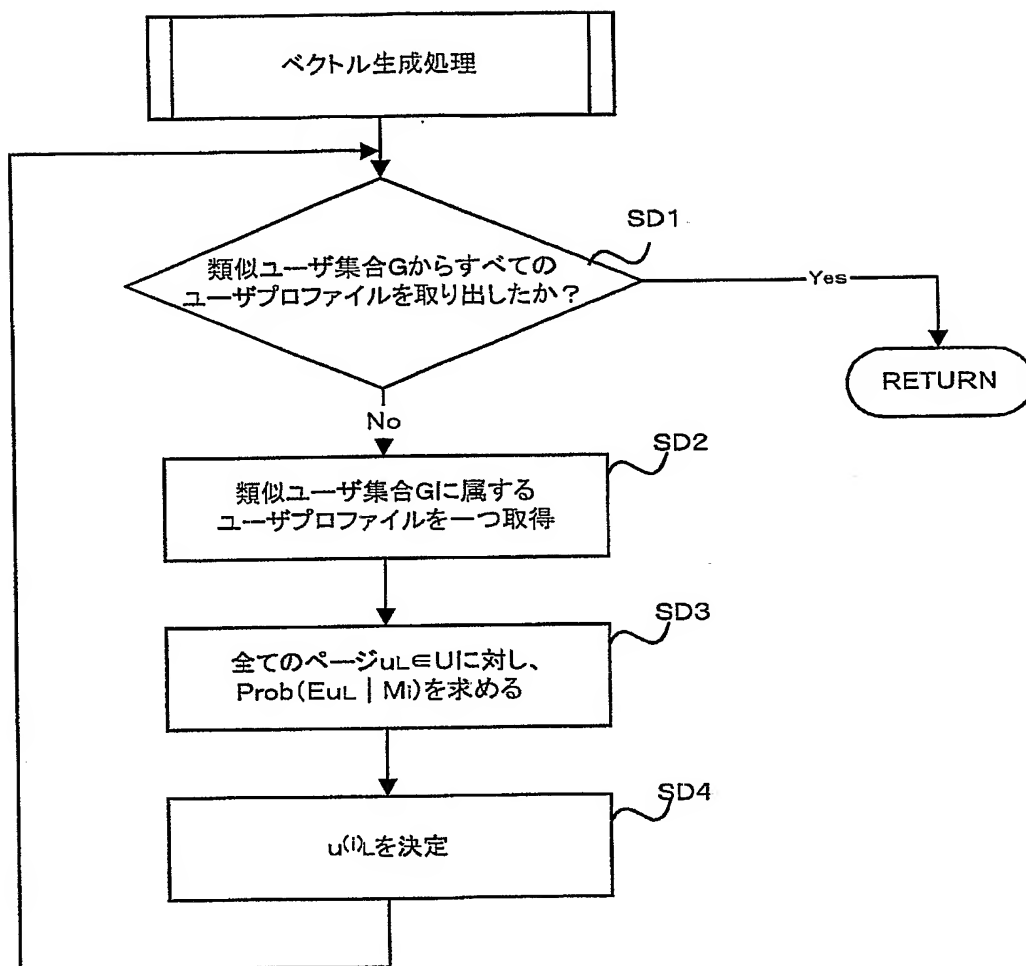 ベクトル生成処理
SD1
類似ユーザ集合Gからすべての
ユーザプロファイルを取り出したか？
Yes
RETURN
No
SD2
類似ユーザ集合Gに属する
ユーザプロファイルを一つ取得
SD3
全てのページuL∈Uに対し、
Prob(EuL | Mi)を求める
SD4
u(i)Lを決定